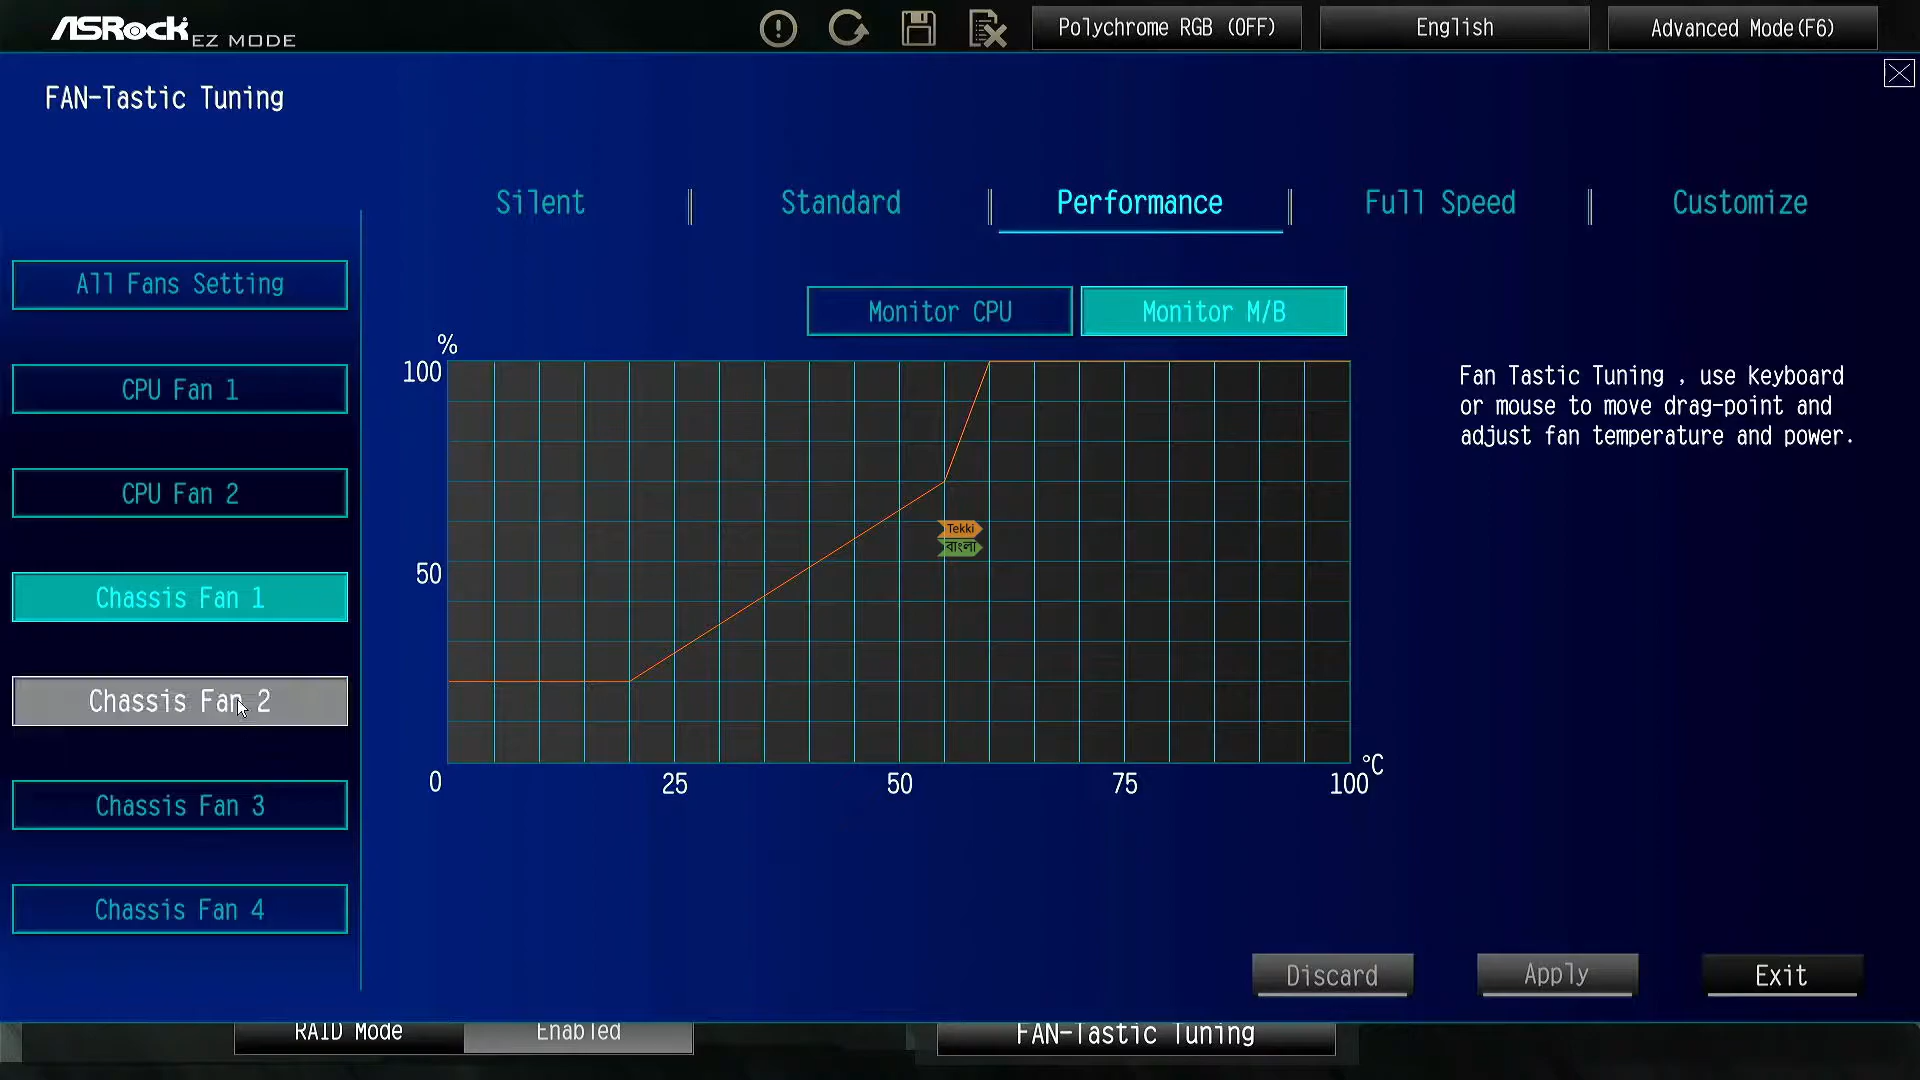 ASRock EZ MODE
Polychrome RGB (OFF)
English
Advanced Mode(F6)
FAN-Tastic Tuning
Silent
Standard
Performance
Full Speed
Customize
All Fans Setting
CPU Fan 1
CPU Fan 2
Chassis Fan 1
Chassis Fan 2
Chassis Fan 3
Chassis Fan 4
Monitor CPU
Monitor M/B
%
100
50
0
25
50
75
100
°C
Tekki
বাংলা
Fan Tastic Tuning , use keyboard
or mouse to move drag-point and
adjust fan temperature and power.
Discard
Apply
Exit
RAID Mode
Enabled
FAN-Tastic Tuning